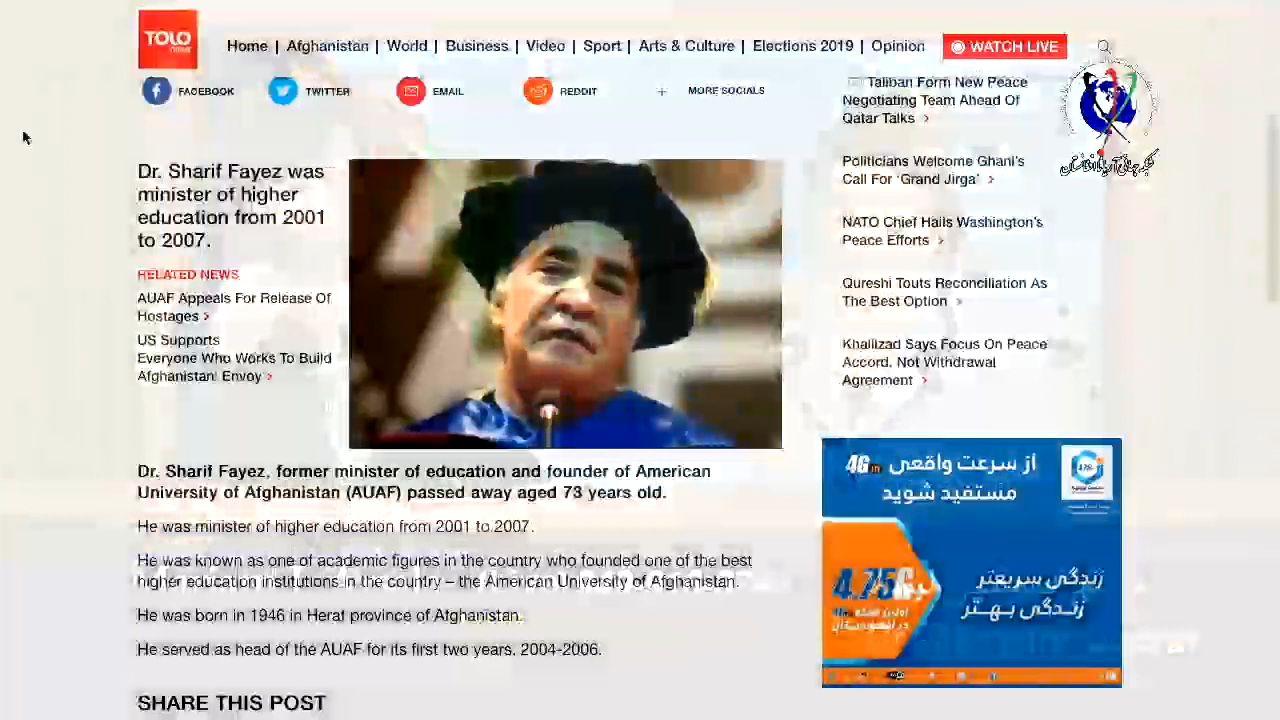 TOLO
news
Home | Afghanistan | World | Business | Video | Sport | Arts & Culture | Elections 2019 | Opinion
WATCH LIVE
FACEBOOK
TWITTER
EMAIL
REDDIT
+ MORE SOCIALS
Dr. Sharif Fayez was
minister of higher
education from 2001
to 2007.
RELATED NEWS
AUAF Appeals For Release Of
Hostages >
US Supports
Everyone Who Works To Build
Afghanistan: Envoy >
Dr. Sharif Fayez, former minister of education and founder of American
University of Afghanistan (AUAF) passed away aged 73 years old.
He was minister of higher education from 2001 to 2007.
He was known as one of academic figures in the country who founded one of the best
higher education institutions in the country – the American University of Afghanistan.
He was born in 1946 in Herat province of Afghanistan.
He served as head of the AUAF for its first two years, 2004-2006.
SHARE THIS POST
Taliban Form New Peace
Negotiating Team Ahead Of
Qatar Talks >
Politicians Welcome Ghani’s
Call For ‘Grand Jirga’ >
NATO Chief Hails Washington’s
Peace Efforts >
Qureshi Touts Reconciliation As
The Best Option >
Khalilzad Says Focus On Peace
Accord, Not Withdrawal
Agreement >
از سرعت واقعی 4G
مستفید شوید
4.75G
زندگی سریعتر
زندگی بهتر